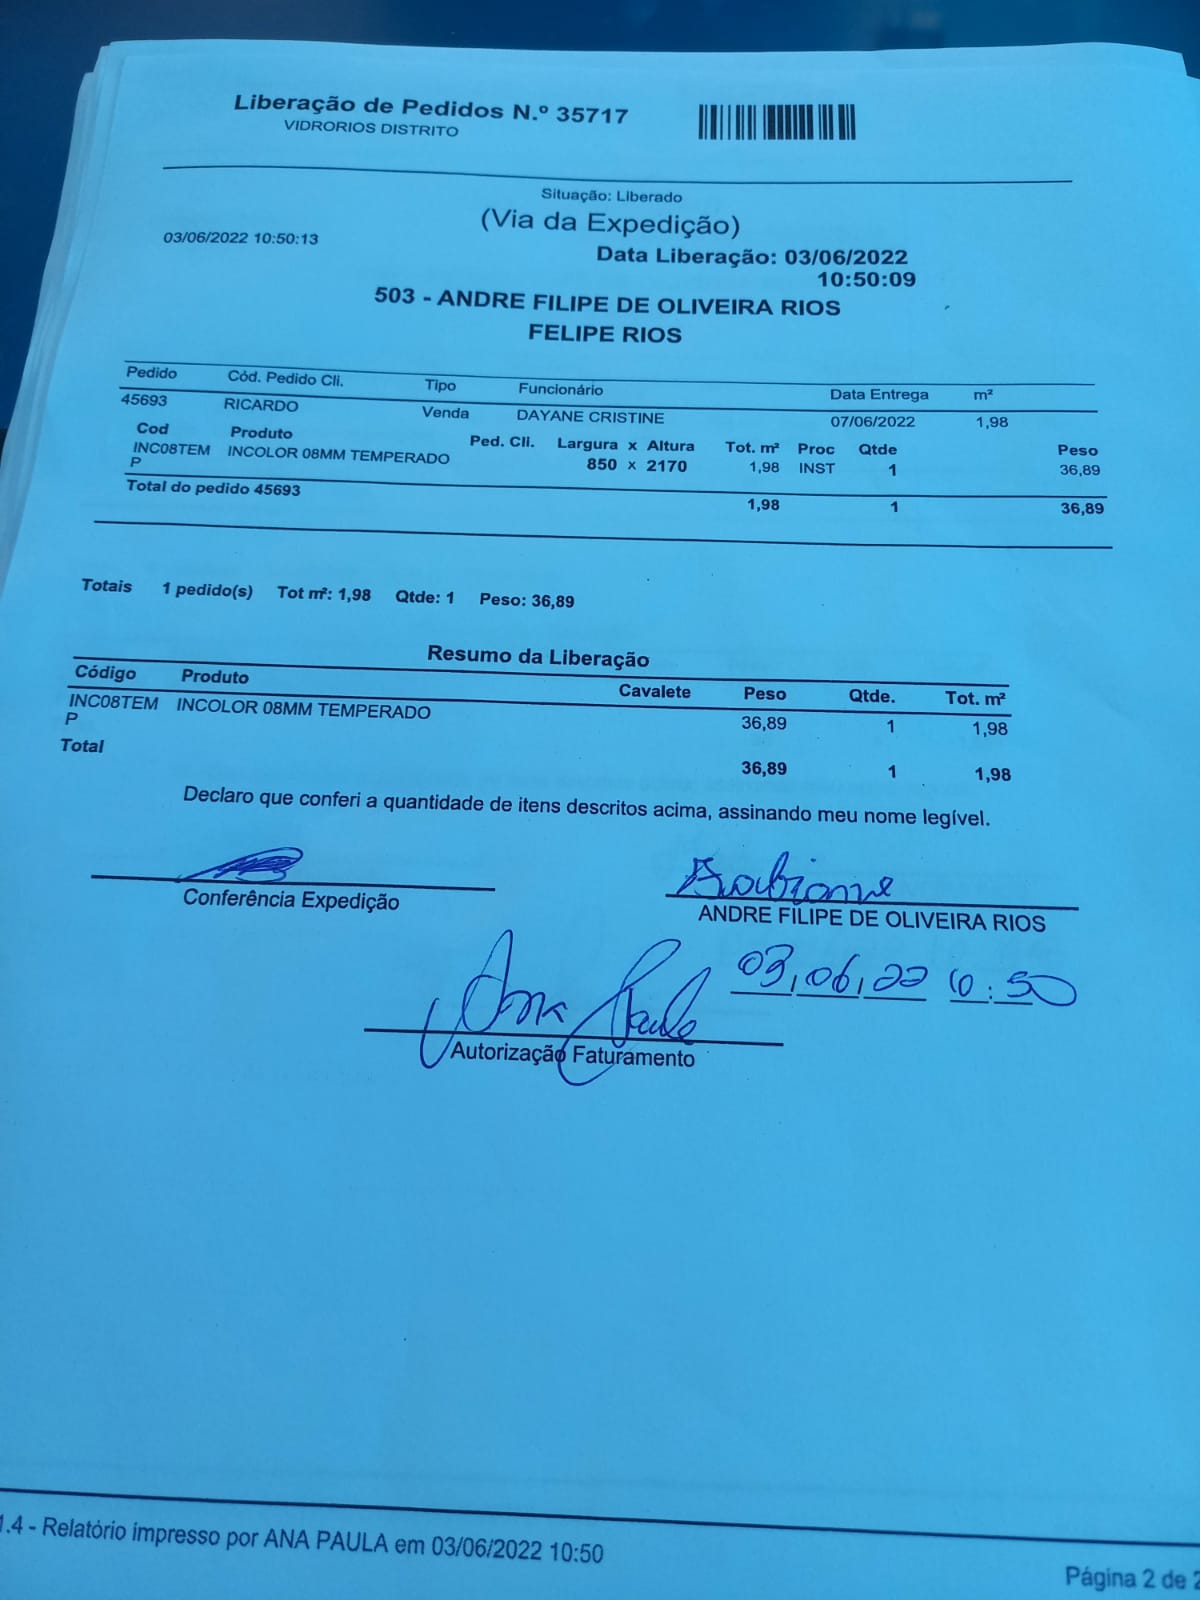 Liberação de Pedidos N.º 35717
VIDRORIOS DISTRITO
Situação: Liberado
(Via da Expedição)
03/06/2022 10:50:13
Data Liberação: 03/06/2022
10:50:09
503 - ANDRE FILIPE DE OLIVEIRA RIOS
FELIPE RIOS
Pedido Cód. Pedido Cli. Tipo Funcionário Data Entrega m²
45693 RICARDO Venda DAYANE CRISTINE 07/06/2022 1,98
Cod Produto Ped. Cli. Largura x Altura Tot. m² Proc Qtde Peso
INC08TEM INCOLOR 08MM TEMPERADO 850 x 2170 1,98 INST 1 36,89
P
Total do pedido 45693 1,98 1 36,89
Totais 1 pedido(s) Tot m²: 1,98 Qtde: 1 Peso: 36,89
Resumo da Liberação
Código Produto Cavalete Peso Qtde. Tot. m²
INC08TEM INCOLOR 08MM TEMPERADO 36,89 1 1,98
P
Total 36,89 1 1,98
Declaro que conferi a quantidade de itens descritos acima, assinando meu nome legível.
Conferência Expedição
ANDRE FILIPE DE OLIVEIRA RIOS
03,06,22 10:50
Ana Paula
Autorização Faturamento
1.4 - Relatório impresso por ANA PAULA em 03/06/2022 10:50
Página 2 de 2